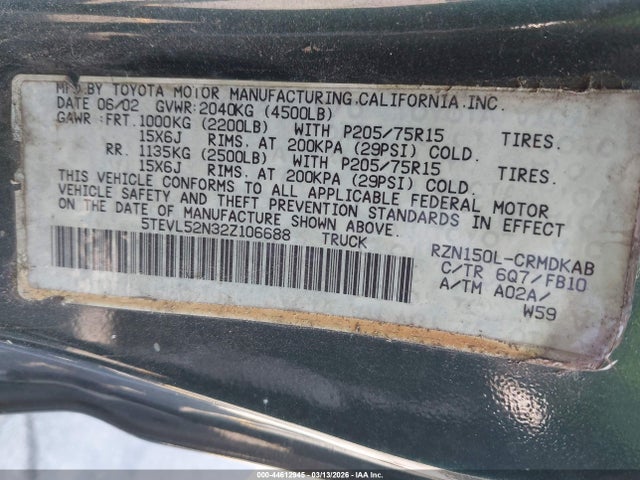 MFD.BY TOYOTA MOTOR MANUFACTURING.CALIFORNIA.INC.
DATE 06/02 GVWR:2040KG (4500LB)
GAWR:FRT.1000KG (2200LB) WITH P205/75R15 TIRES.
15X6J RIMS. AT 200KPA (29PSI) COLD.
RR. 1135KG (2500LB) WITH P205/75R15 TIRES.
15X6J RIMS. AT 200KPA (29PSI) COLD.
THIS VEHICLE CONFORMS TO ALL APPLICABLE FEDERAL MOTOR
VEHICLE SAFETY AND THEFT PREVENTION STANDARDS IN EFFECT
ON THE DATE OF MANUFACTURE SHOWN ABOVE.
5TEVL52N32Z106688 TRUCK
RZN150L-CRMDKAB
C/TR 6Q7/FB10
A/TM A02A/
W59
000-44612945 - 03/13/2026 - IAA Inc.